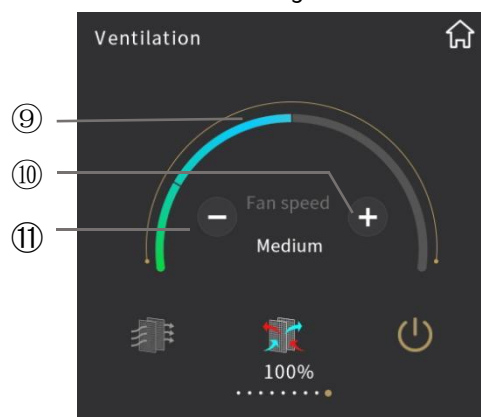 Ventilation
⑨
⑩
Fan speed
⑪
Medium
100%